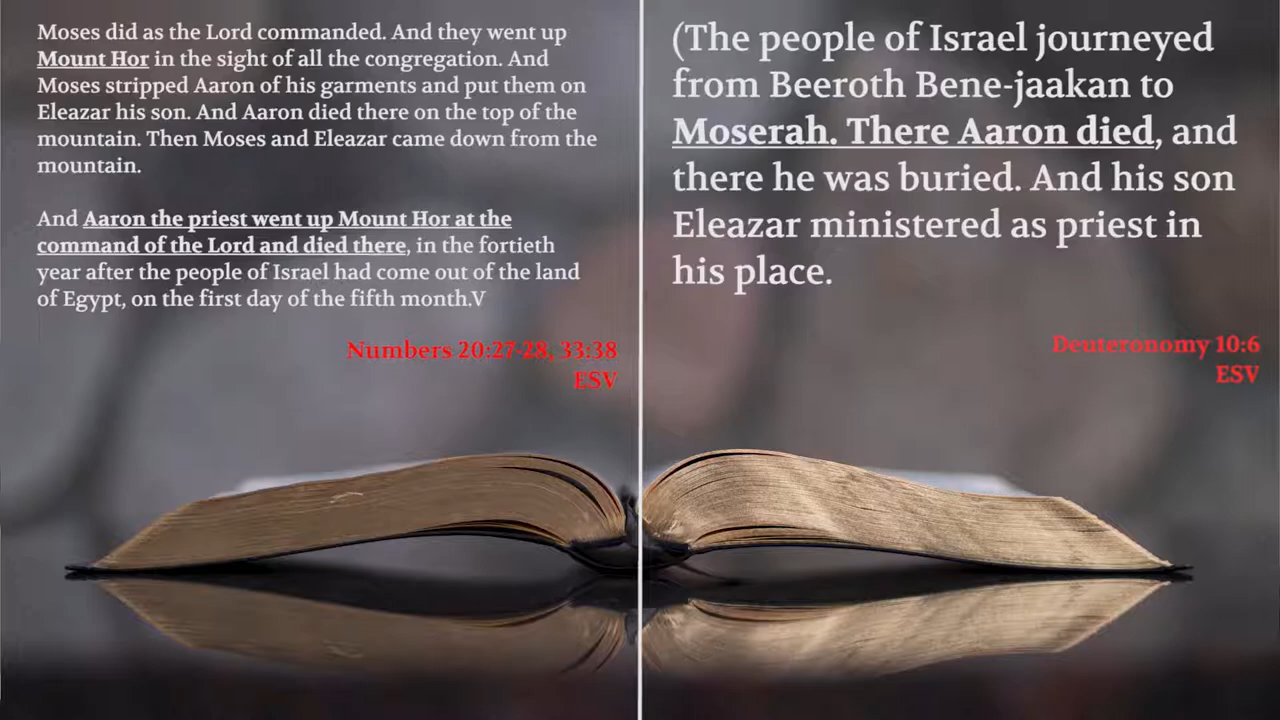 Moses did as the Lord commanded. And they went up
Mount Hor in the sight of all the congregation. And
Moses stripped Aaron of his garments and put them on
Eleazar his son. And Aaron died there on the top of the
mountain. Then Moses and Eleazar came down from the
mountain.
And Aaron the priest went up Mount Hor at the
command of the Lord and died there, in the fortieth
year after the people of Israel had come out of the land
of Egypt, on the first day of the fifth month.V
Numbers 20:27-28, 33:38
ESV
(The people of Israel journeyed
from Beeroth Bene-jaakan to
Moserah. There Aaron died, and
there he was buried. And his son
Eleazar ministered as priest in
his place.
Deuteronomy 10:6
ESV